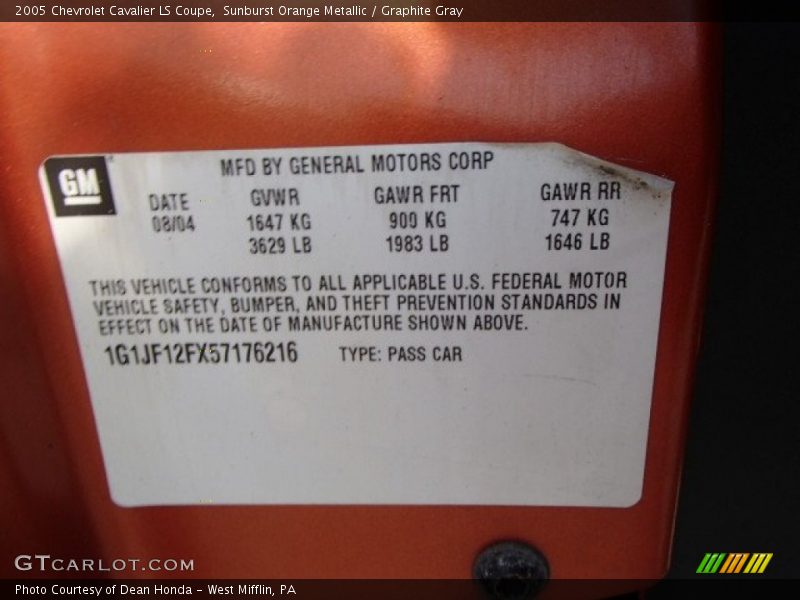 2005 Chevrolet Cavalier LS Coupe,  Sunburst Orange Metallic / Graphite Gray
GM
MFD BY GENERAL MOTORS CORP
DATE GVWR GAWR FRT GAWR RR
08/04 1647 KG 900 KG 747 KG
3629 LB 1983 LB 1646 LB
THIS VEHICLE CONFORMS TO ALL APPLICABLE U.S. FEDERAL MOTOR
VEHICLE SAFETY, BUMPER, AND THEFT PREVENTION STANDARDS IN
EFFECT ON THE DATE OF MANUFACTURE SHOWN ABOVE.
1G1JF12FX57176216 TYPE: PASS CAR
GTCARLOT.COM
Photo Courtesy of Dean Honda - West Mifflin, PA